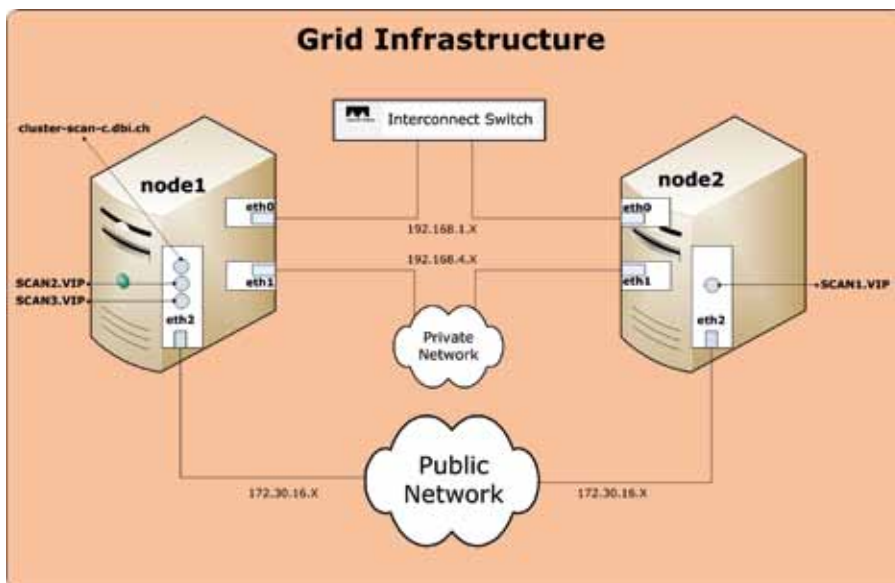 Grid Infrastructure
cluster-scan-c.dbi.ch
Interconnect Switch
node1
node2
eth0
eth0
192.168.1.X
192.168.4.X
eth1
eth1
SCAN2.VIP
SCAN3.VIP
SCAN1.VIP
eth2
eth2
Private
Network
Public
Network
172.30.16.X
172.30.16.X